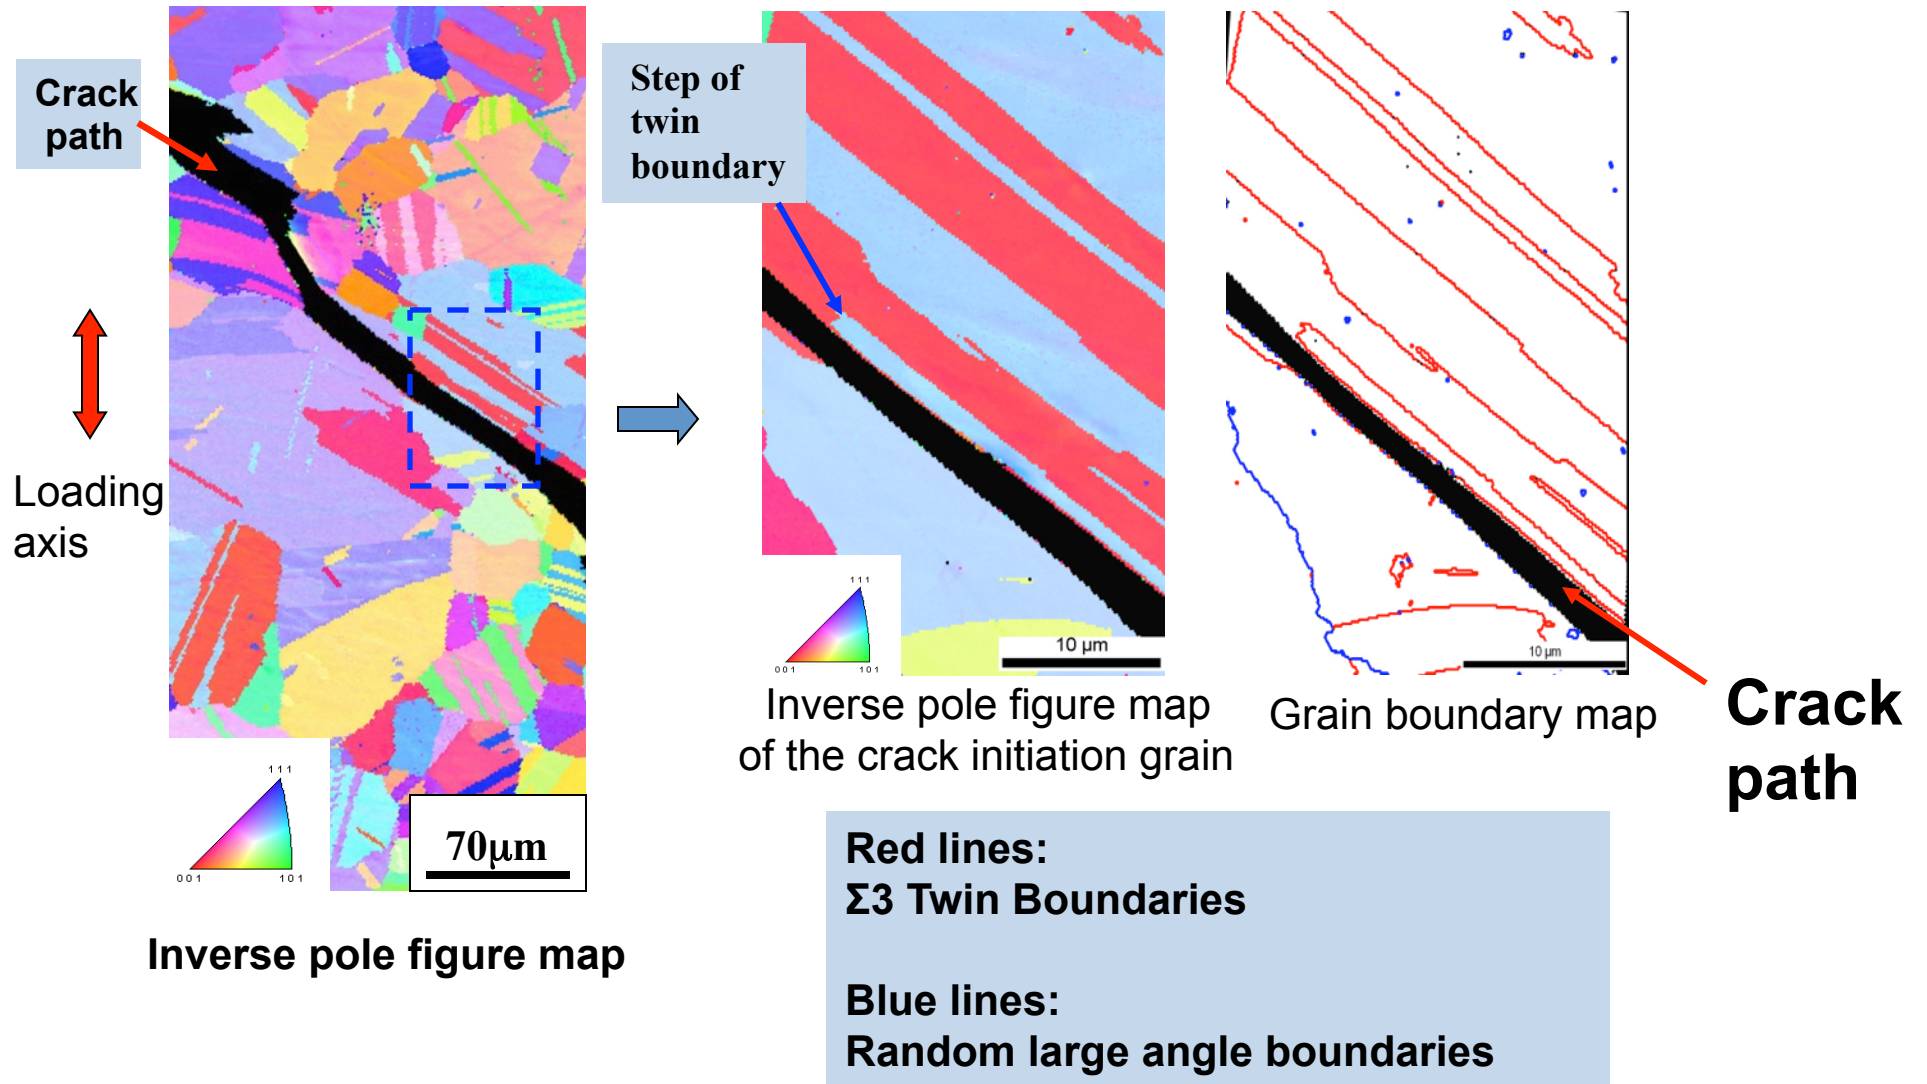 Crack
path
Loading
axis
111
001
101
70μm
Inverse pole figure map
Step of
twin
boundary
111
001
101
10 μm
Inverse pole figure map
of the crack initiation grain
10 μm
Grain boundary map
Crack
path
Red lines:
Σ3 Twin Boundaries
Blue lines:
Random large angle boundaries